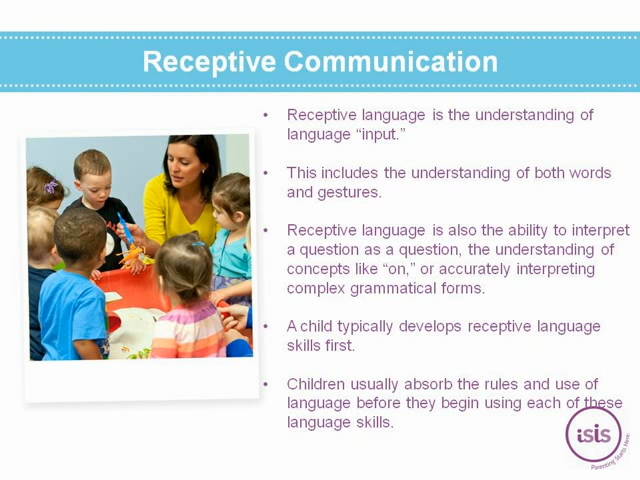 Receptive Communication
• Receptive language is the understanding of
language “input.”
• This includes the understanding of both words
and gestures.
• Receptive language is also the ability to interpret
a question as a question, the understanding of
concepts like “on,” or accurately interpreting
complex grammatical forms.
• A child typically develops receptive language
skills first.
• Children usually absorb the rules and use of
language before they begin using each of these
language skills.
isis
Parenting Starts Here.